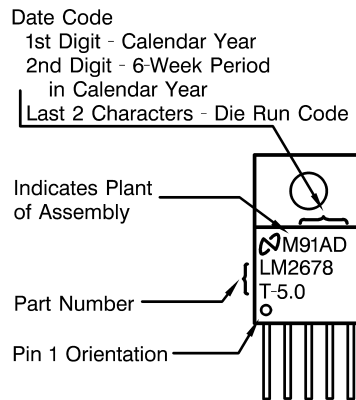 Date Code
1st Digit - Calendar Year
2nd Digit - 6-Week Period
in Calendar Year
Last 2 Characters - Die Run Code
Indicates Plant
of Assembly
M91AD
LM2678
T-5.0
Part Number
Pin 1 Orientation